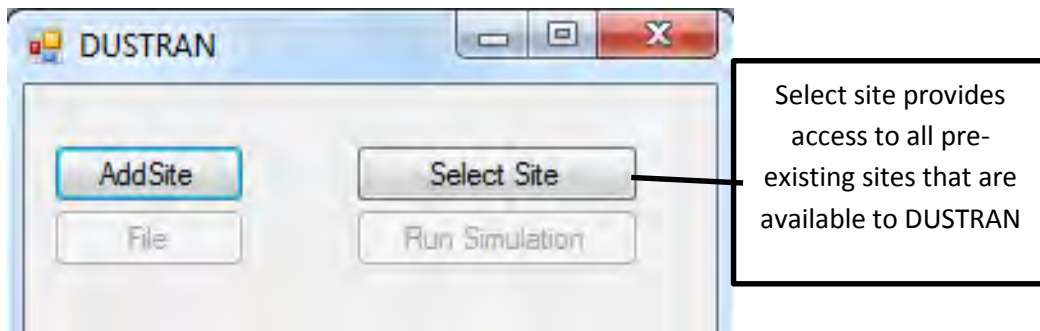 DUSTRAN
AddSite
Select Site
File
Run Simulation
Select site provides
access to all pre-
existing sites that are
available to DUSTRAN